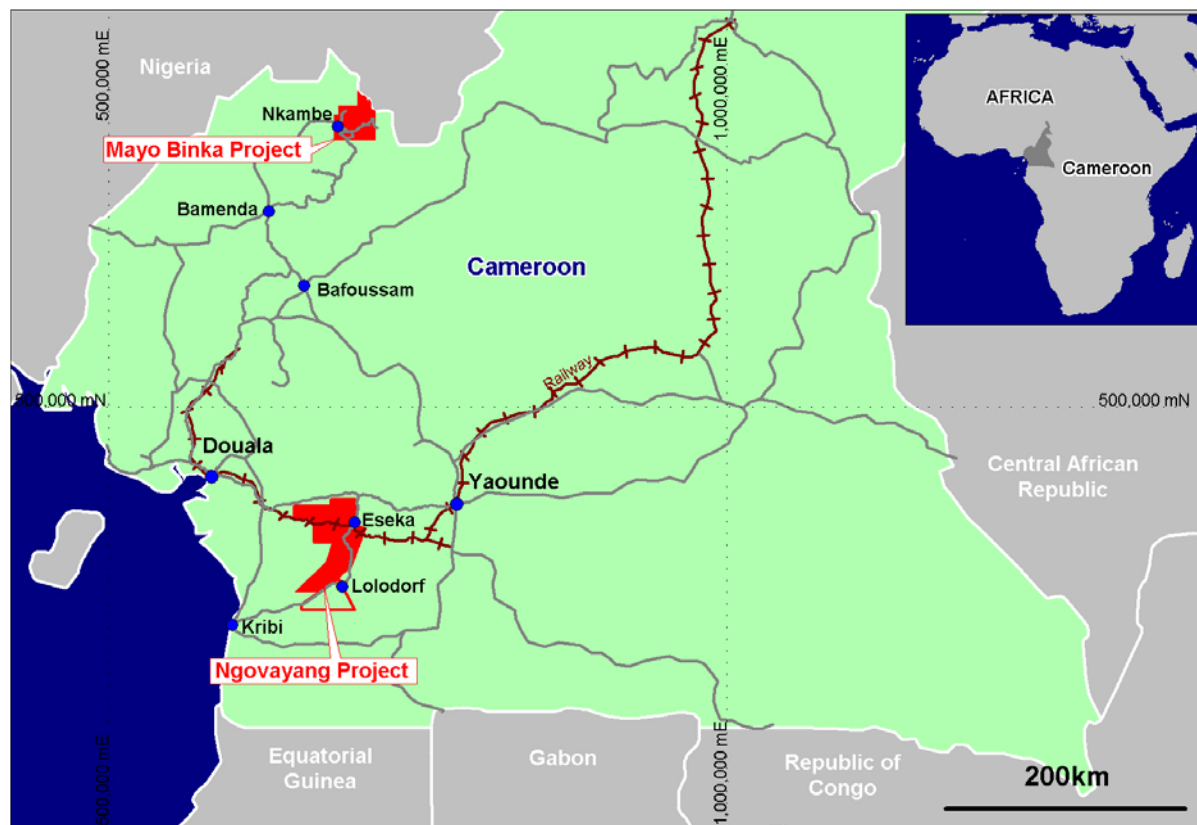 Nigeria
500,000 mE
Nkambe
Mayo Binka Project
1,000,000 mE
AFRICA
Cameroon
Bamenda
Cameroon
Bafoussam
Railway
500,000 mN
500,000 mN
Douala
Yaounde
Central African
Republic
Eseka
Lolodorf
Kribi
Ngovayang Project
500,000 mE
Equatorial
Guinea
Gabon
1,000,000 mE
Republic of
Congo
200km